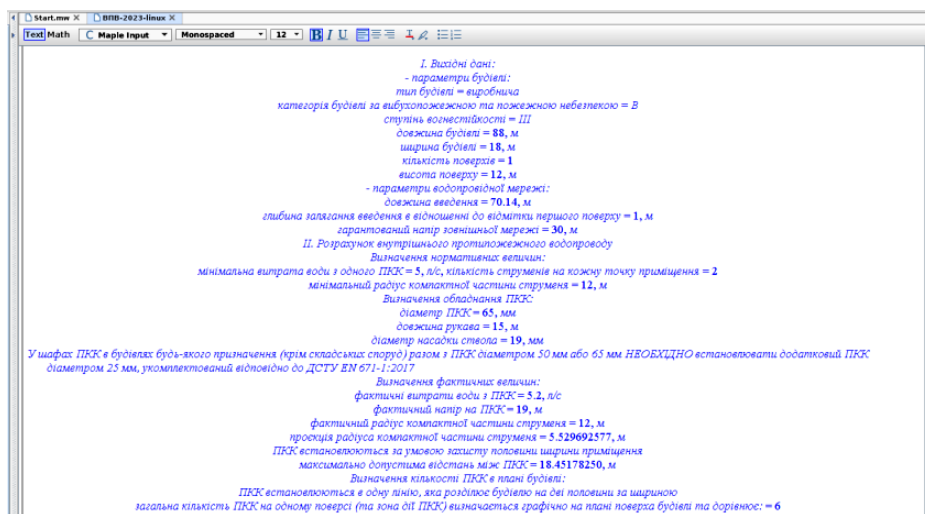 Start.mw X ВПВ-2023-linux X
Text Math C Maple Input Monospaced 12 B I U
I. Вихідні дані:
- параметри будівлі:
тип будівлі = виробнича
категорія будівлі за вибухопожежною та пожежною небезпекою = В
ступінь вогнестійкості = III
довжина будівлі = 88, м
ширина будівлі = 18, м
кількість поверхів = 1
висота поверху = 12, м
- параметри водопровідної мережі:
довжина введення = 70.14, м
глибина залягання введення в відношенні до відмітки першого поверху = 1, м
гарантований напір зовнішньої мережі = 30, м
II. Розрахунок внутрішнього протипожежного водопроводу
Визначення нормативних величин:
мінімальна витрата води з одного ПКК = 5, л/с, кількість струменів на кожну точку приміщення = 2
мінімальний радіус компактної частини струменя = 12, м
Визначення обладнання ПКК:
діаметр ПКК = 65, мм
довжина рукава = 15, м
діаметр насадки ствола = 19, мм
У шафах ПКК в будівлях будь-якого призначення (крім складських споруд) разом з ПКК діаметром 50 мм або 65 мм НЕОБХІДНО встановлювати додатковий ПКК
діаметром 25 мм, укомплектований відповідно до ДСТУ EN 671-1:2017
Визначення фактичних величин:
фактичні витрати води з ПКК = 5.2, л/с
фактичний напір на ПКК = 19, м
фактичний радіус компактної частини струменя = 12, м
проєкція радіуса компактної частини струменя = 5.529692577, м
ПКК встановлюються за умовою захисту половини ширини приміщення
максимально допустима відстань між ПКК = 18.45178250, м
Визначення кількості ПКК в плані будівлі:
ПКК встановлюються в одну лінію, яка розділює будівлю на дві половини за шириною
загальна кількість ПКК на одному поверсі (та зона дії ПКК) визначається графічно на плані поверха будівлі та дорівнює: = 6